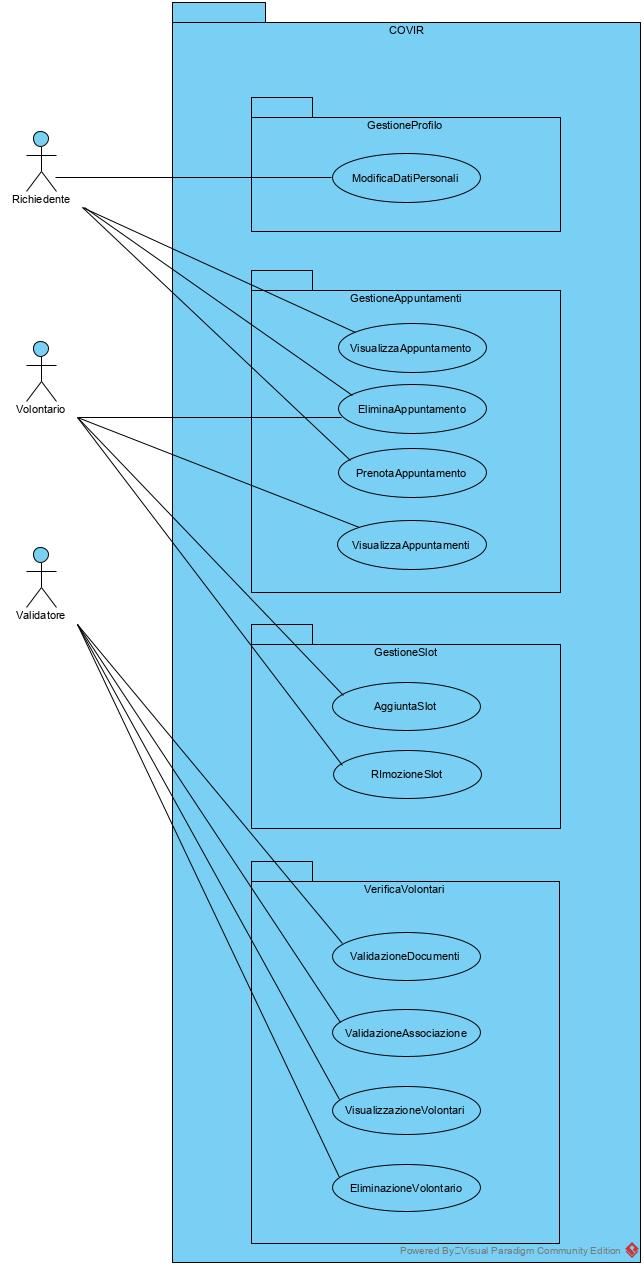 COVIR
GestioneProfilo
ModificaDatiPersonali
Richiedente
GestioneAppuntamenti
VisualizzaAppuntamento
EliminaAppuntamento
Volontario
PrenotaAppuntamento
VisualizzaAppuntamenti
Validatore
GestioneSlot
AggiuntaSlot
RImozioneSlot
VerificaVolontari
ValidazioneDocumenti
ValidazioneAssociazione
VisualizzazioneVolontari
EliminazioneVolontario
Powered By Visual Paradigm Community Edition